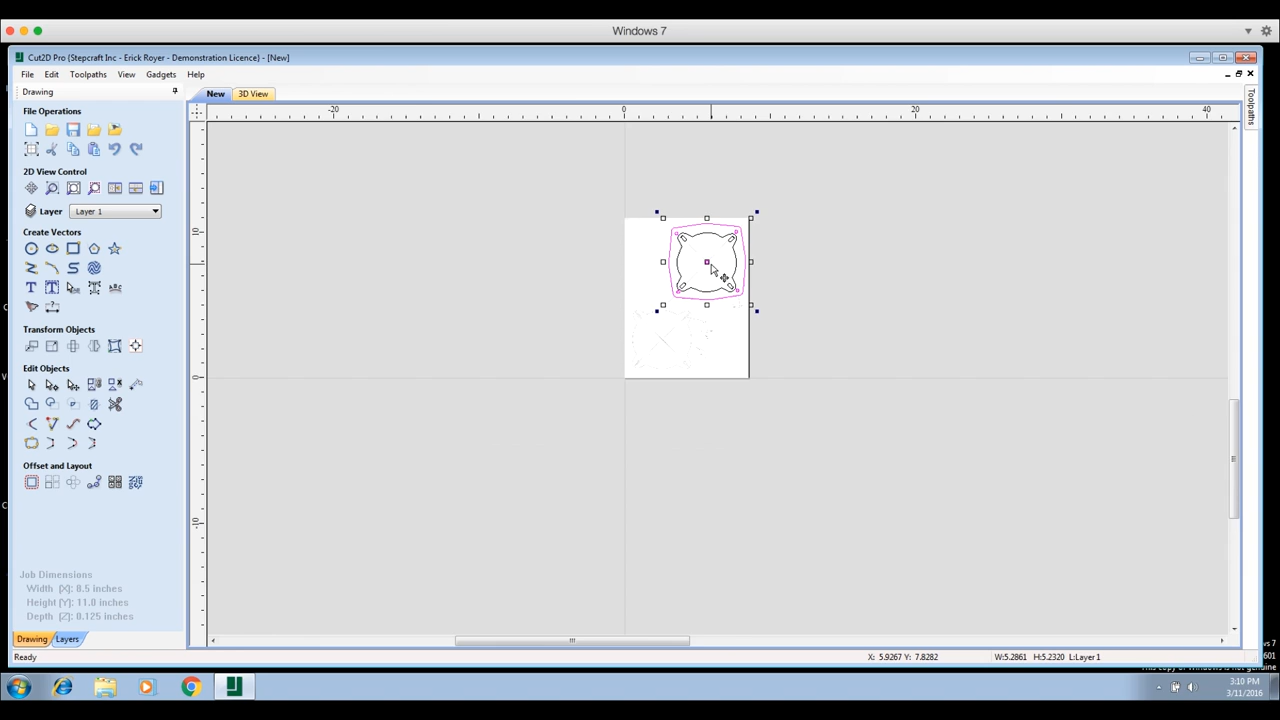 Windows 7
Cut2D Pro {Stepcraft Inc - Erick Royer - Demonstration Licence} - [New]
File Edit Toolpaths View Gadgets Help
Drawing
New 3D View
Toolpaths
-20 0 20 40
10
0
-10
File Operations
2D View Control
Layer Layer 1
Create Vectors
Transform Objects
Edit Objects
Offset and Layout
Job Dimensions
Width (X): 8.5 inches
Height (Y): 11.0 inches
Depth (Z): 0.125 inches
Drawing Layers
Ready
X: 5.9267 Y: 7.8282
W:5.2861 H:5.2320 L:Layer 1
3:10 PM
3/11/2016